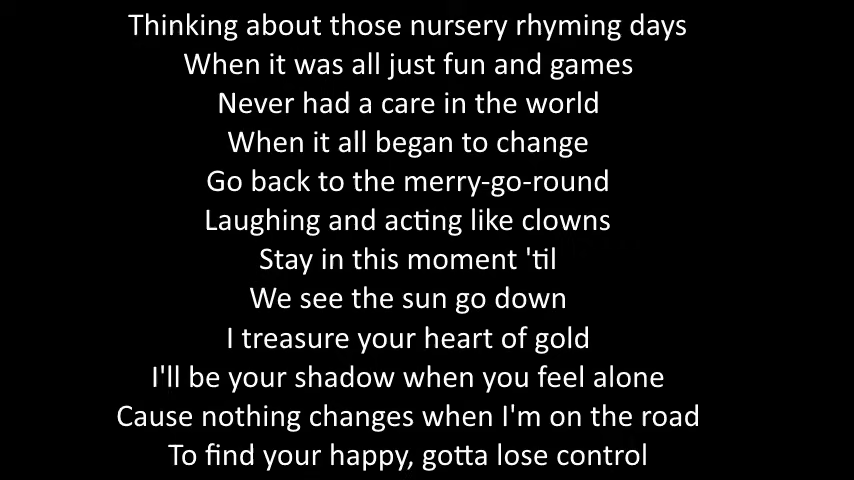 Thinking about those nursery rhyming days
When it was all just fun and games
Never had a care in the world
When it all began to change
Go back to the merry-go-round
Laughing and acting like clowns
Stay in this moment 'til
We see the sun go down
I treasure your heart of gold
I'll be your shadow when you feel alone
Cause nothing changes when I'm on the road
To find your happy, gotta lose control